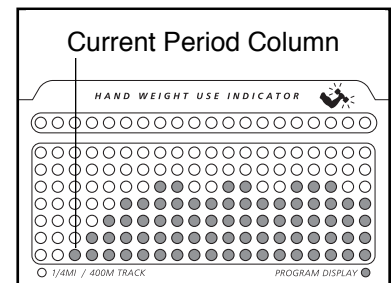 Current Period Column
HAND WEIGHT USE INDICATOR
1/4MI / 400M TRACK
PROGRAM DISPLAY